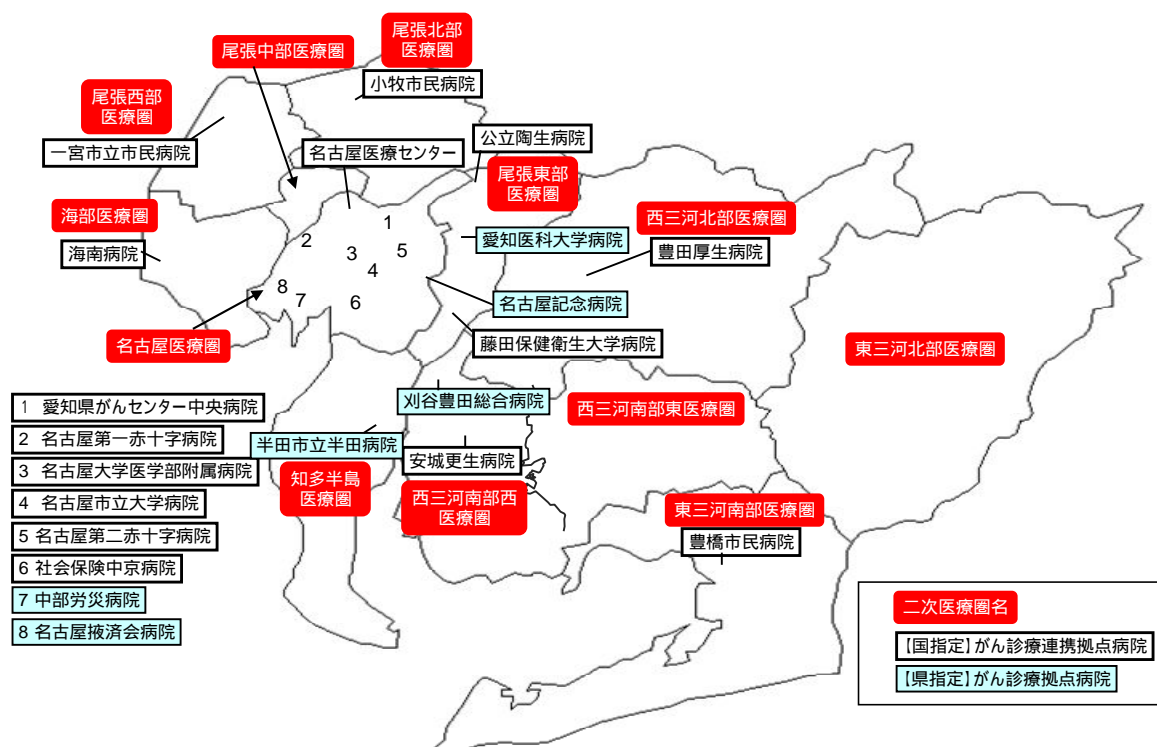 尾張中部医療圏
尾張北部
医療圏
小牧市民病院
尾張西部
医療圏
一宮市立市民病院
名古屋医療センター
公立陶生病院
尾張東部
医療圏
海部医療圏
海南病院
西三河北部医療圏
豊田厚生病院
愛知医科大学病院
1
2
3
5
4
8
7
6
名古屋記念病院
名古屋医療圏
藤田保健衛生大学病院
東三河北部医療圏
刈谷豊田総合病院
西三河南部東医療圏
半田市立半田病院
安城更生病院
知多半島
医療圏
西三河南部西
医療圏
東三河南部医療圏
豊橋市民病院
1 愛知県がんセンター中央病院
2 名古屋第一赤十字病院
3 名古屋大学医学部附属病院
4 名古屋市立大学病院
5 名古屋第二赤十字病院
6 社会保険中京病院
7 中部労災病院
8 名古屋掖済会病院
二次医療圏名
【国指定】がん診療連携拠点病院
【県指定】がん診療拠点病院